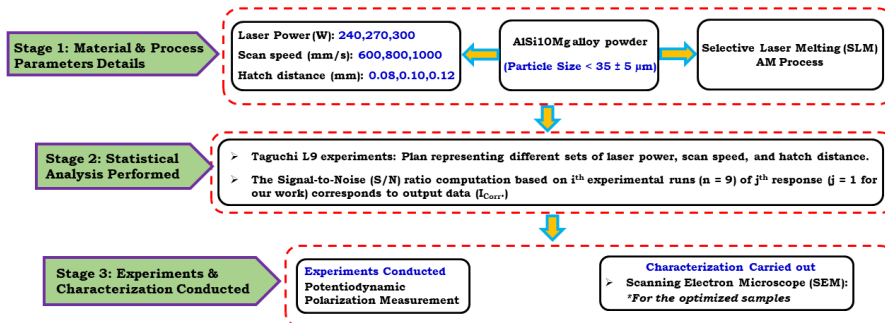 Stage 1: Material & Process
Parameters Details
Laser Power(W): 240,270,300
Scan speed (mm/s): 600,800,1000
Hatch distance (mm): 0.08,0.10,0.12
AlSi10Mg alloy powder
(Particle Size < 35 ± 5 µm)
Selective Laser Melting (SLM)
AM Process
Stage 2: Statistical
Analysis Performed
➤ Taguchi L9 experiments: Plan representing different sets of laser power, scan speed, and hatch distance.
➤ The Signal-to-Noise (S/N) ratio computation based on iᵗʰ experimental runs (n = 9) of jᵗʰ response (j = 1 for
our work) corresponds to output data (I_Corr.)
Stage 3: Experiments &
Characterization Conducted
Experiments Conducted
Potentiodynamic
Polarization Measurement
Characterization Carried out
➤ Scanning Electron Microscope (SEM):
*For the optimized samples